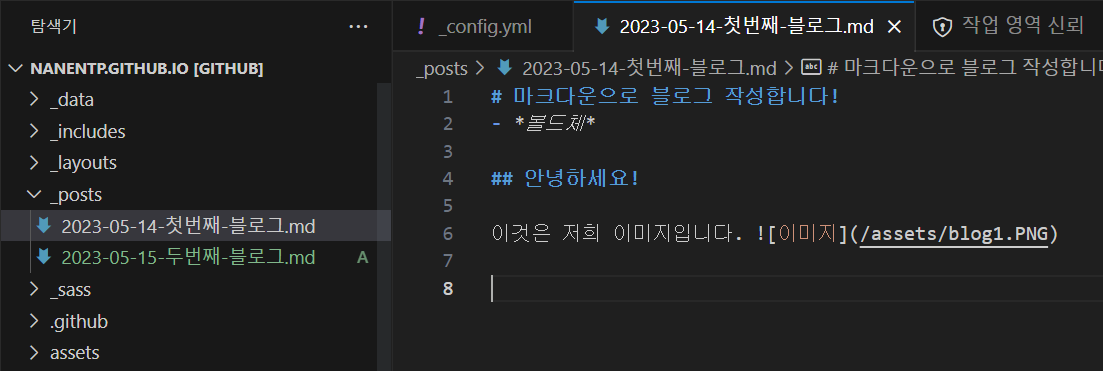 탐색기 ···
NANENTP.GITHUB.IO [GITHUB]
_data
_includes
_layouts
_posts
2023-05-14-첫번째-블로그.md
2023-05-15-두번째-블로그.md A
_sass
.github
assets
! _config.yml
2023-05-14-첫번째-블로그.md
작업 영역 신뢰
_posts > 2023-05-14-첫번째-블로그.md > abc # 마크다운으로 블로그 작성합니다
1 # 마크다운으로 블로그 작성합니다!
2 - *볼드체*
3
4 ## 안녕하세요!
5
6 이것은 저희 이미지입니다. ![이미지](/assets/blog1.PNG)
7
8